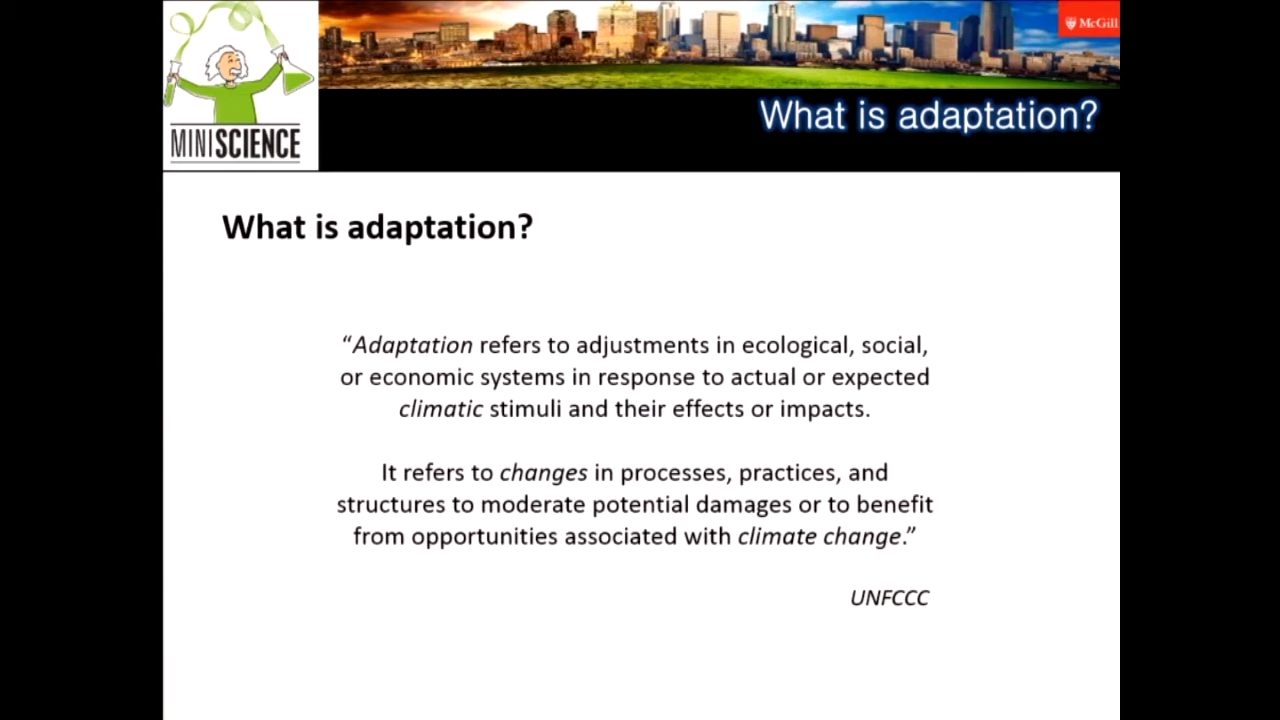 McGill
What is adaptation?
MINISCIENCE
What is adaptation?
“Adaptation refers to adjustments in ecological, social,
or economic systems in response to actual or expected
climatic stimuli and their effects or impacts.
It refers to changes in processes, practices, and
structures to moderate potential damages or to benefit
from opportunities associated with climate change.”
UNFCCC